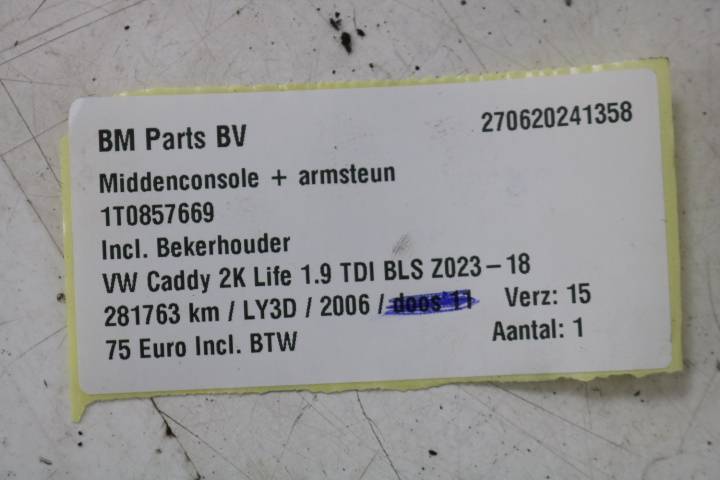 BM Parts BV 270620241358
Middenconsole + armsteun
1T0857669
Incl. Bekerhouder
VW Caddy 2K Life 1.9 TDI BLS Z023-18
281763 km / LY3D / 2006 / doos 11 Verz: 15
75 Euro Incl. BTW Aantal: 1